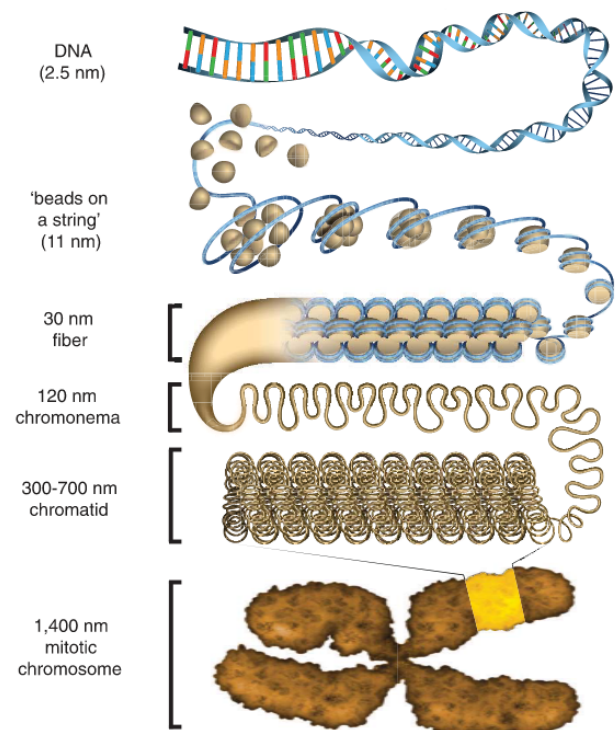 DNA
(2.5 nm)
‘beads on
a string’
(11 nm)
30 nm
fiber
120 nm
chromonema
300-700 nm
chromatid
1,400 nm
mitotic
chromosome